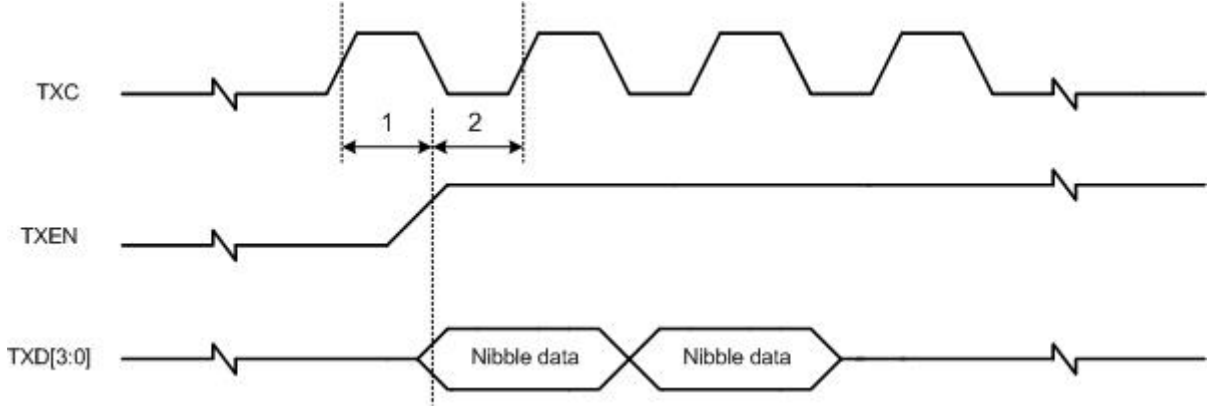 TXC
1
2
TXEN
TXD[3:0]
Nibble data
Nibble data